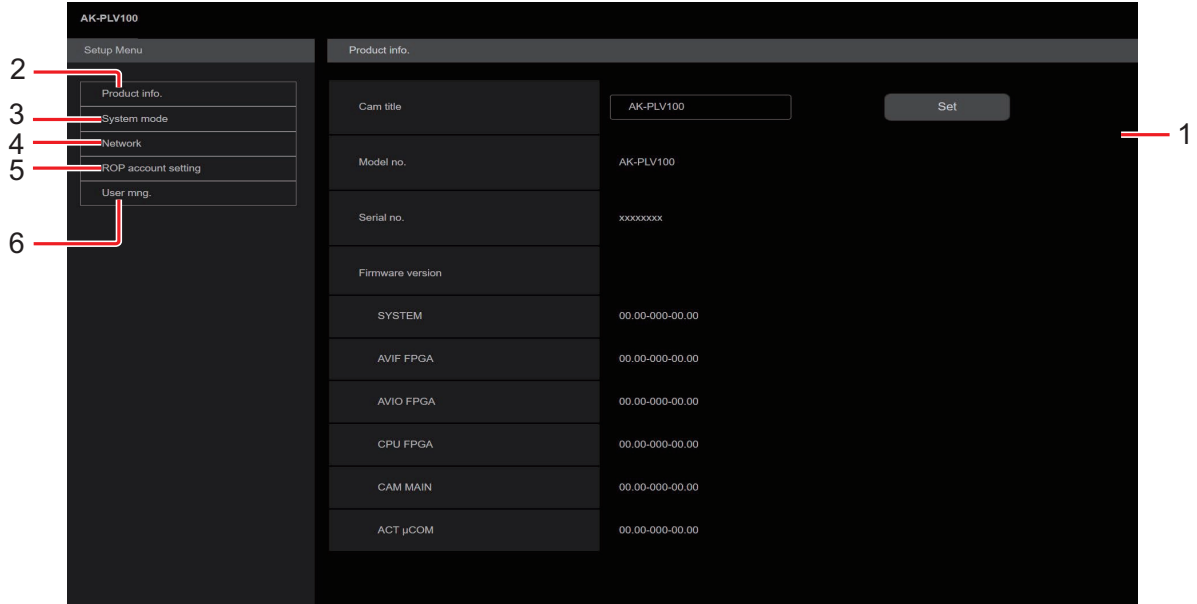 AK-PLV100
Setup Menu
Product info.
2
Product info.
3
System mode
4
Network
5
ROP account setting
User mng.
6
Cam title
AK-PLV100
Set
1
Model no.
AK-PLV100
Serial no.
xxxxxxxx
Firmware version
SYSTEM
00.00-000-00.00
AVIF FPGA
00.00-000-00.00
AVIO FPGA
00.00-000-00.00
CPU FPGA
00.00-000-00.00
CAM MAIN
00.00-000-00.00
ACT μCOM
00.00-000-00.00